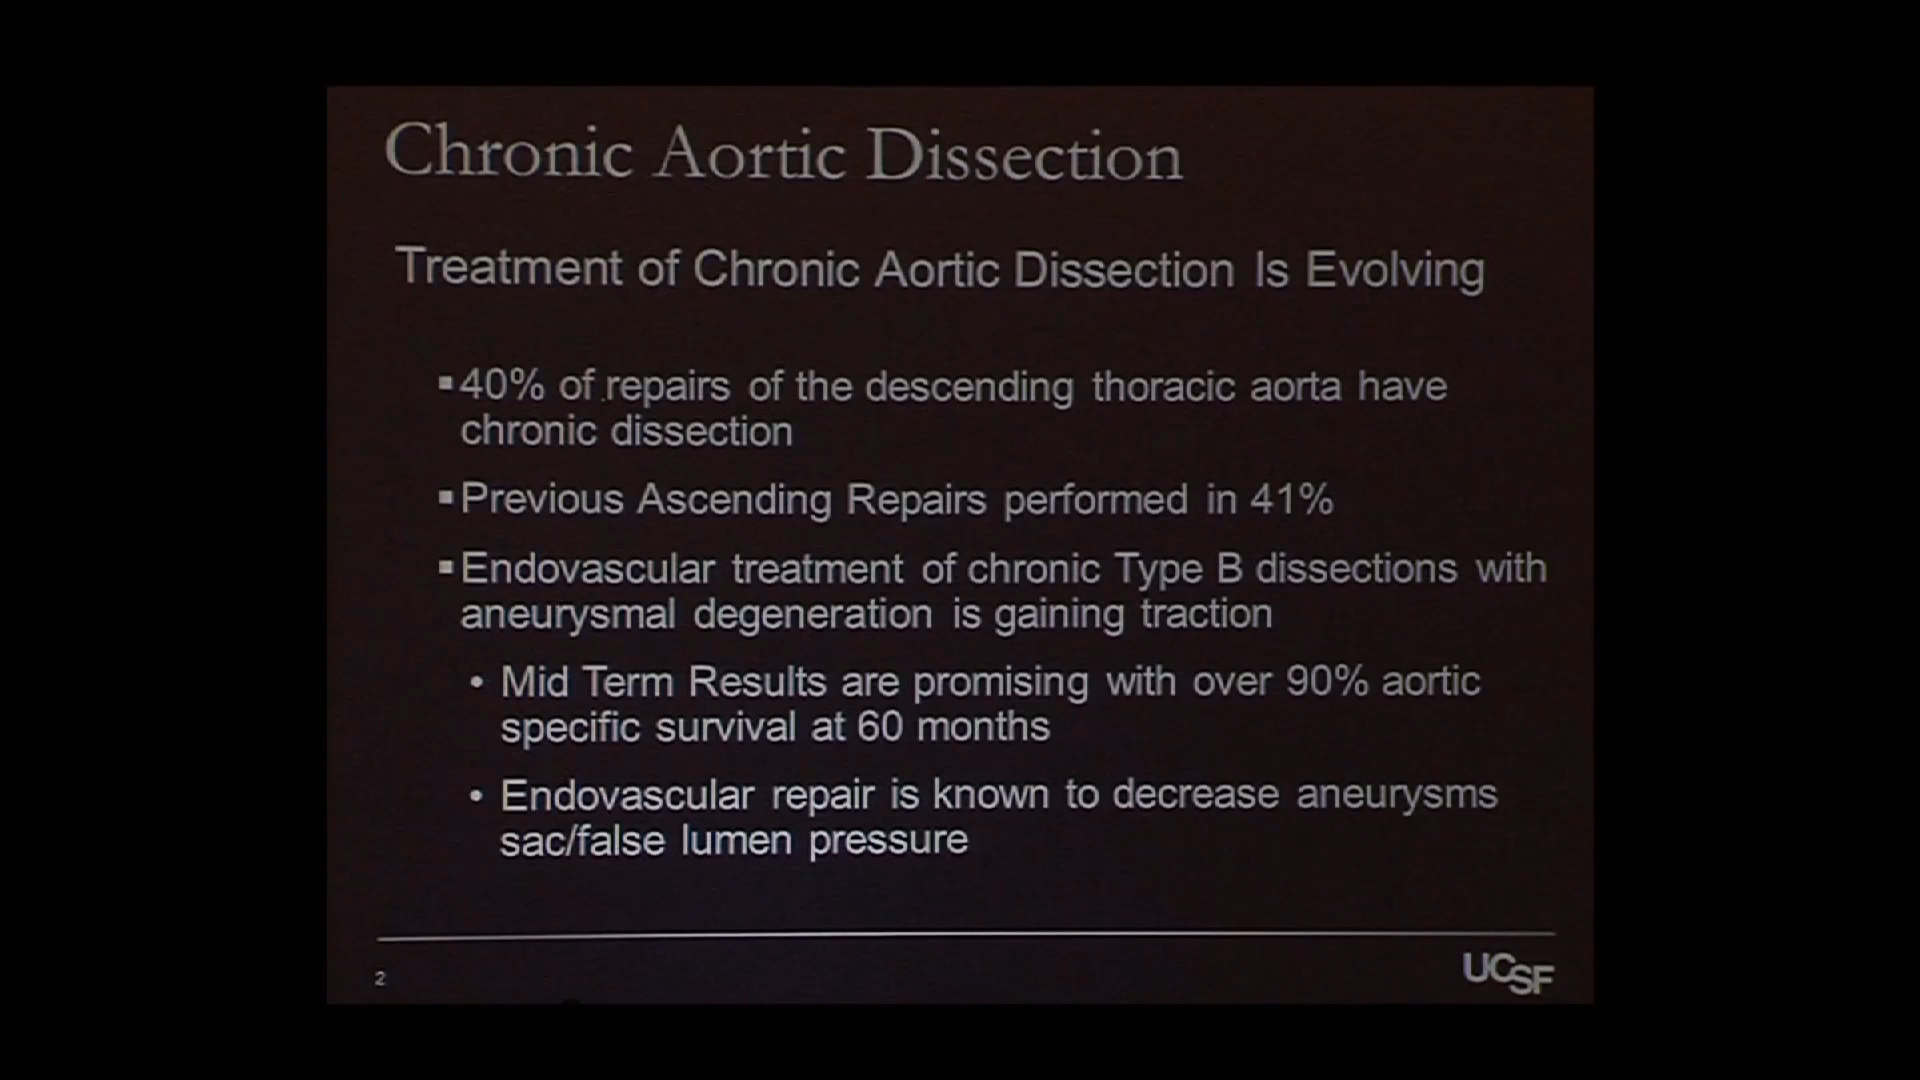 Chronic Aortic Dissection
Treatment of Chronic Aortic Dissection Is Evolving
▪40% of repairs of the descending thoracic aorta have
chronic dissection
▪Previous Ascending Repairs performed in 41%
▪Endovascular treatment of chronic Type B dissections with
aneurysmal degeneration is gaining traction
• Mid Term Results are promising with over 90% aortic
specific survival at 60 months
• Endovascular repair is known to decrease aneurysms
sac/false lumen pressure
2
UCSF